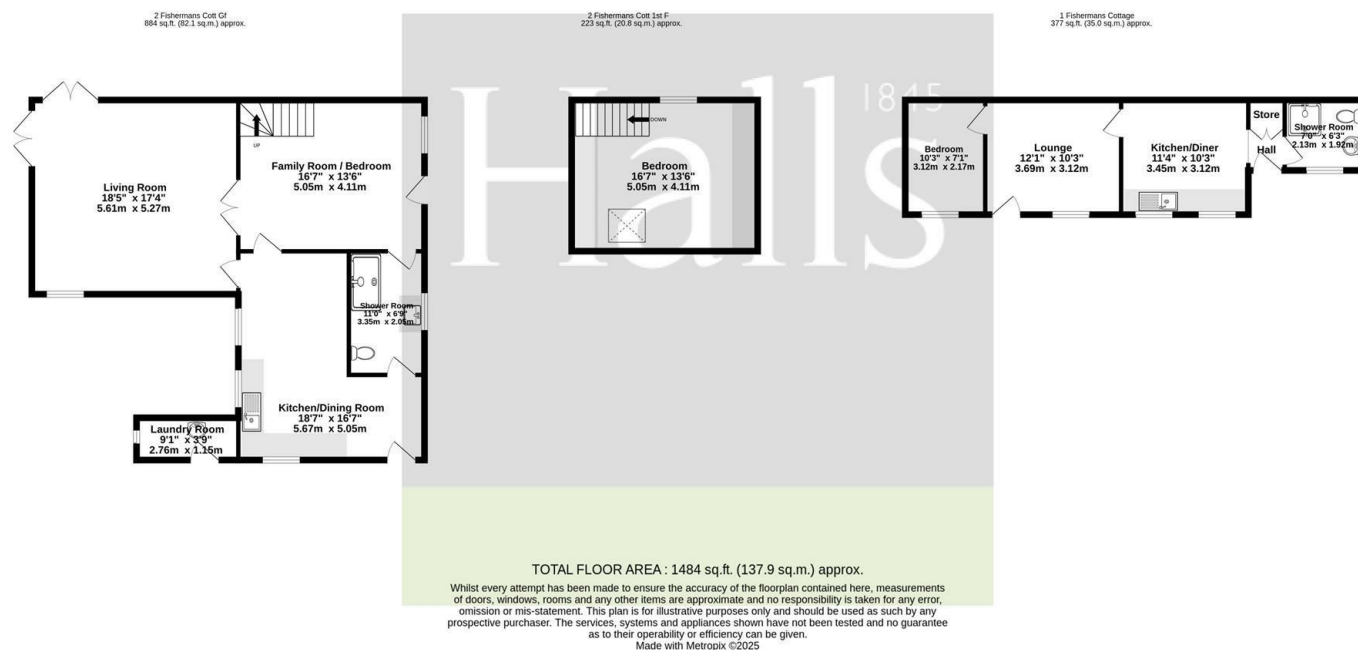 2 Fishermans Cott Gf
884 sq.ft. (82.1 sq.m.) approx.
2 Fishermans Cott 1st F
223 sq.ft. (20.8 sq.m.) approx.
1 Fishermans Cottage
377 sq.ft. (35.0 sq.m.) approx.
Halls
1845
Living Room
18'5" x 17'4"
5.61m x 5.27m
UP
Family Room / Bedroom
16'7" x 13'6"
5.05m x 4.11m
Shower Room
11'0" x 6'9"
3.35m x 2.05m
Kitchen/Dining Room
18'7" x 16'7"
5.67m x 5.05m
Laundry Room
9'1" x 3'9"
2.76m x 1.15m
DOWN
Bedroom
16'7" x 13'6"
5.05m x 4.11m
Bedroom
10'3" x 7'1"
3.12m x 2.17m
Lounge
12'1" x 10'3"
3.69m x 3.12m
Kitchen/Diner
11'4" x 10'3"
3.45m x 3.12m
Store
Hall
Shower Room
7'0" x 6'3"
2.13m x 1.92m
TOTAL FLOOR AREA : 1484 sq.ft. (137.9 sq.m.) approx.
Whilst every attempt has been made to ensure the accuracy of the floorplan contained here, measurements
of doors, windows, rooms and any other items are approximate and no responsibility is taken for any error,
omission or mis-statement. This plan is for illustrative purposes only and should be used as such by any
prospective purchaser. The services, systems and appliances shown have not been tested and no guarantee
as to their operability or efficiency can be given.
Made with Metropix ©2025